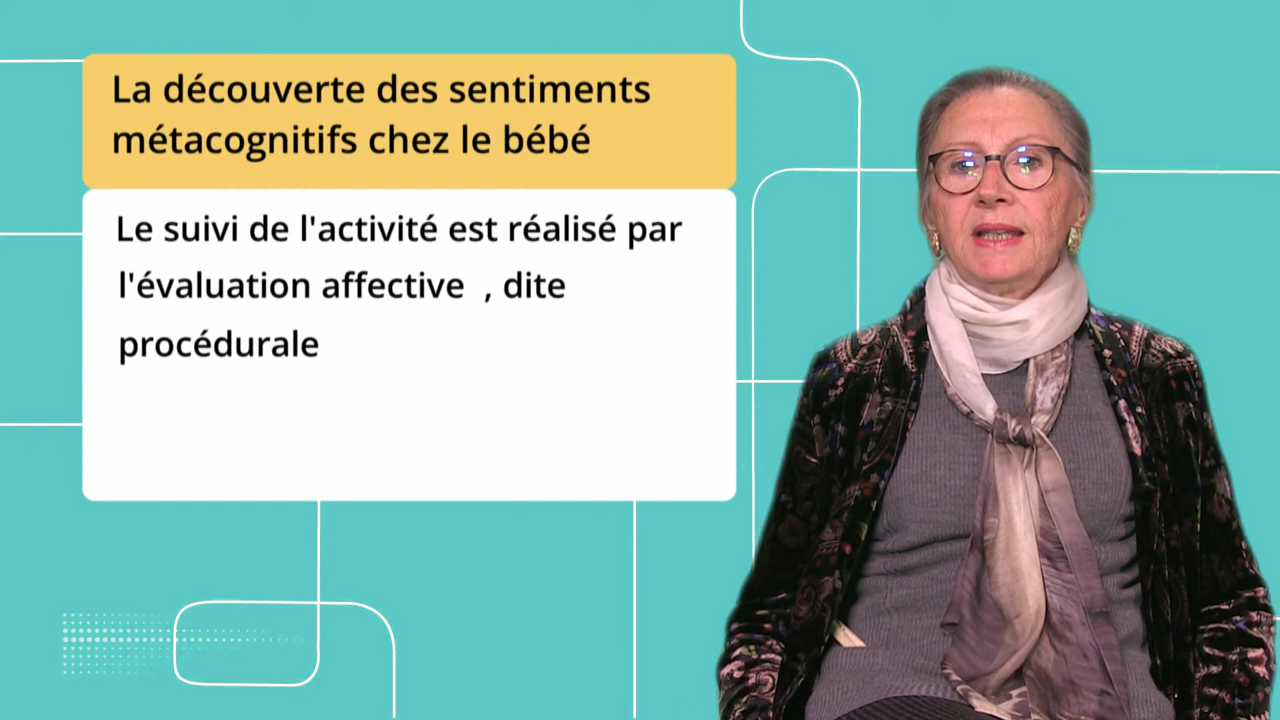 La découverte des sentiments
métacognitifs chez le bébé
Le suivi de l'activité est réalisé par
l'évaluation affective , dite
procédurale